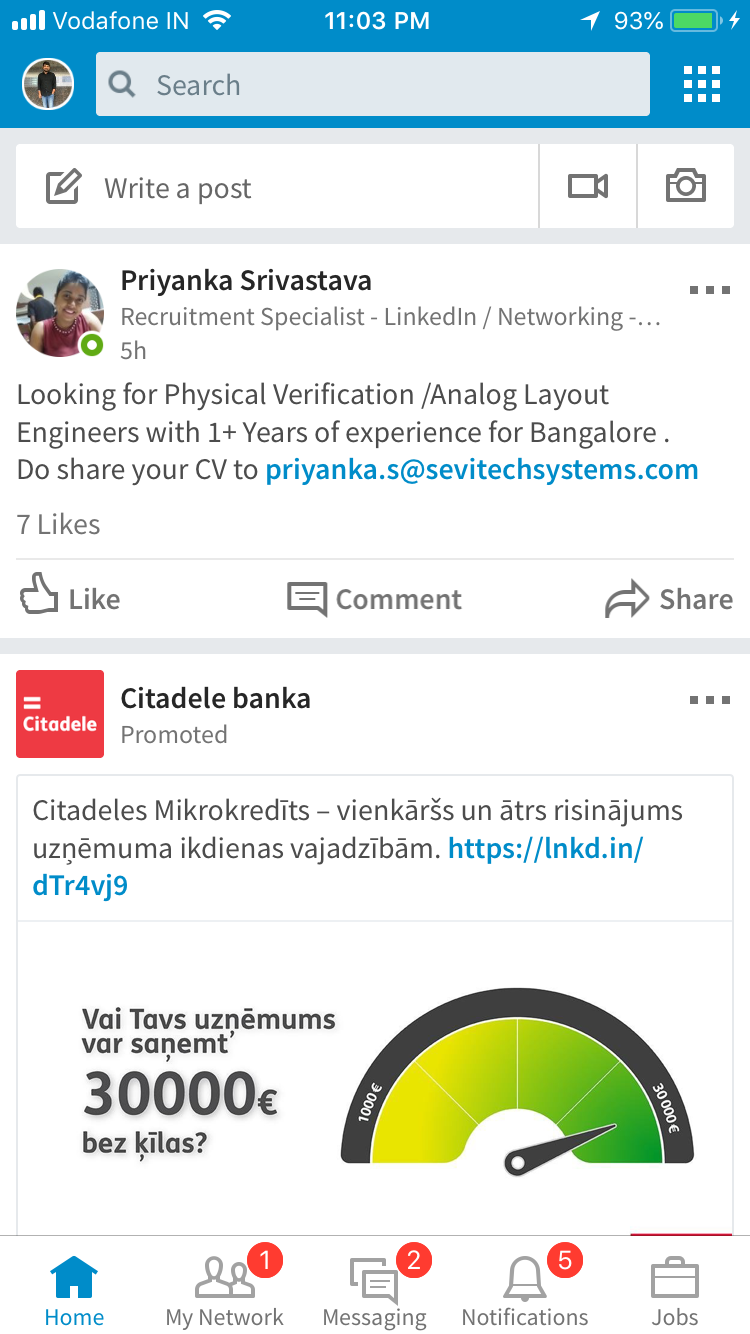 Vodafone IN 11:03 PM 93%
Search
Write a post
Priyanka Srivastava
Recruitment Specialist - LinkedIn / Networking -...
5h
Looking for Physical Verification /Analog Layout
Engineers with 1+ Years of experience for Bangalore .
Do share your CV to priyanka.s@sevitechsystems.com
7 Likes
Like Comment Share
Citadele
Citadele banka
Promoted
Citadeles Mikrokredīts – vienkāršs un ātrs risinājums
uzņēmuma ikdienas vajadzībām. https://lnkd.in/
dTr4vj9
Vai Tavs uzņēmums
var saņemt
30000€
bez ķīlas?
1000€
30 000€
1 2 5
Home My Network Messaging Notifications Jobs